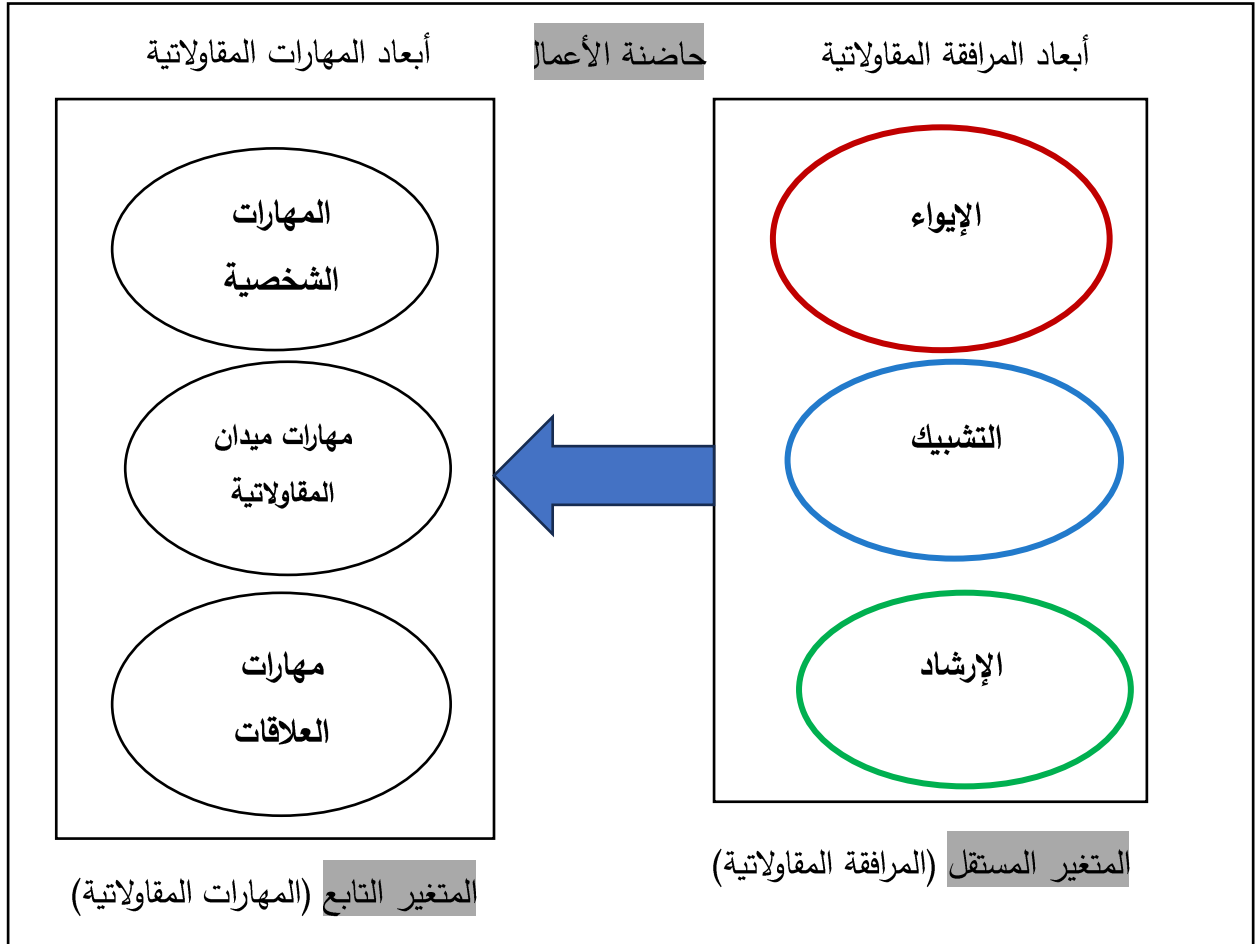 أبعاد المرافقة المقاولاتية
حاضنة الأعمال
أبعاد المهارات المقاولاتية
الإيواء
التشبيك
الإرشاد
المهارات
الشخصية
مهارات ميدان
المقاولاتية
مهارات
العلاقات
المتغير المستقل (المرافقة المقاولاتية)
المتغير التابع (المهارات المقاولاتية)